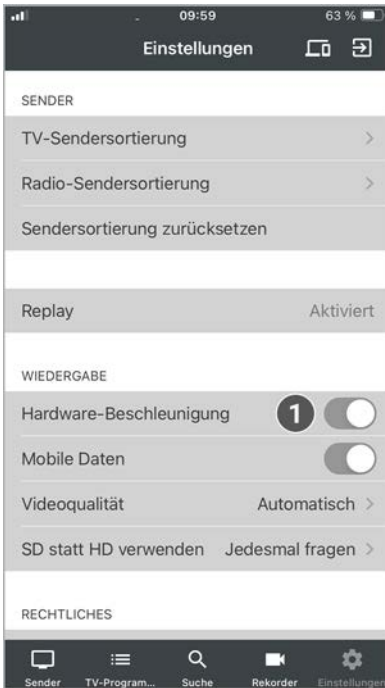 09:59
63 %
Einstellungen
SENDER
TV-Sendersortierung
Radio-Sendersortierung
Sendersortierung zurücksetzen
Replay Aktiviert
WIEDERGABE
Hardware-Beschleunigung 1
Mobile Daten
Videoqualität Automatisch
SD statt HD verwenden Jedesmal fragen
RECHTLICHES
Sender TV-Program... Suche Rekorder Einstellungen